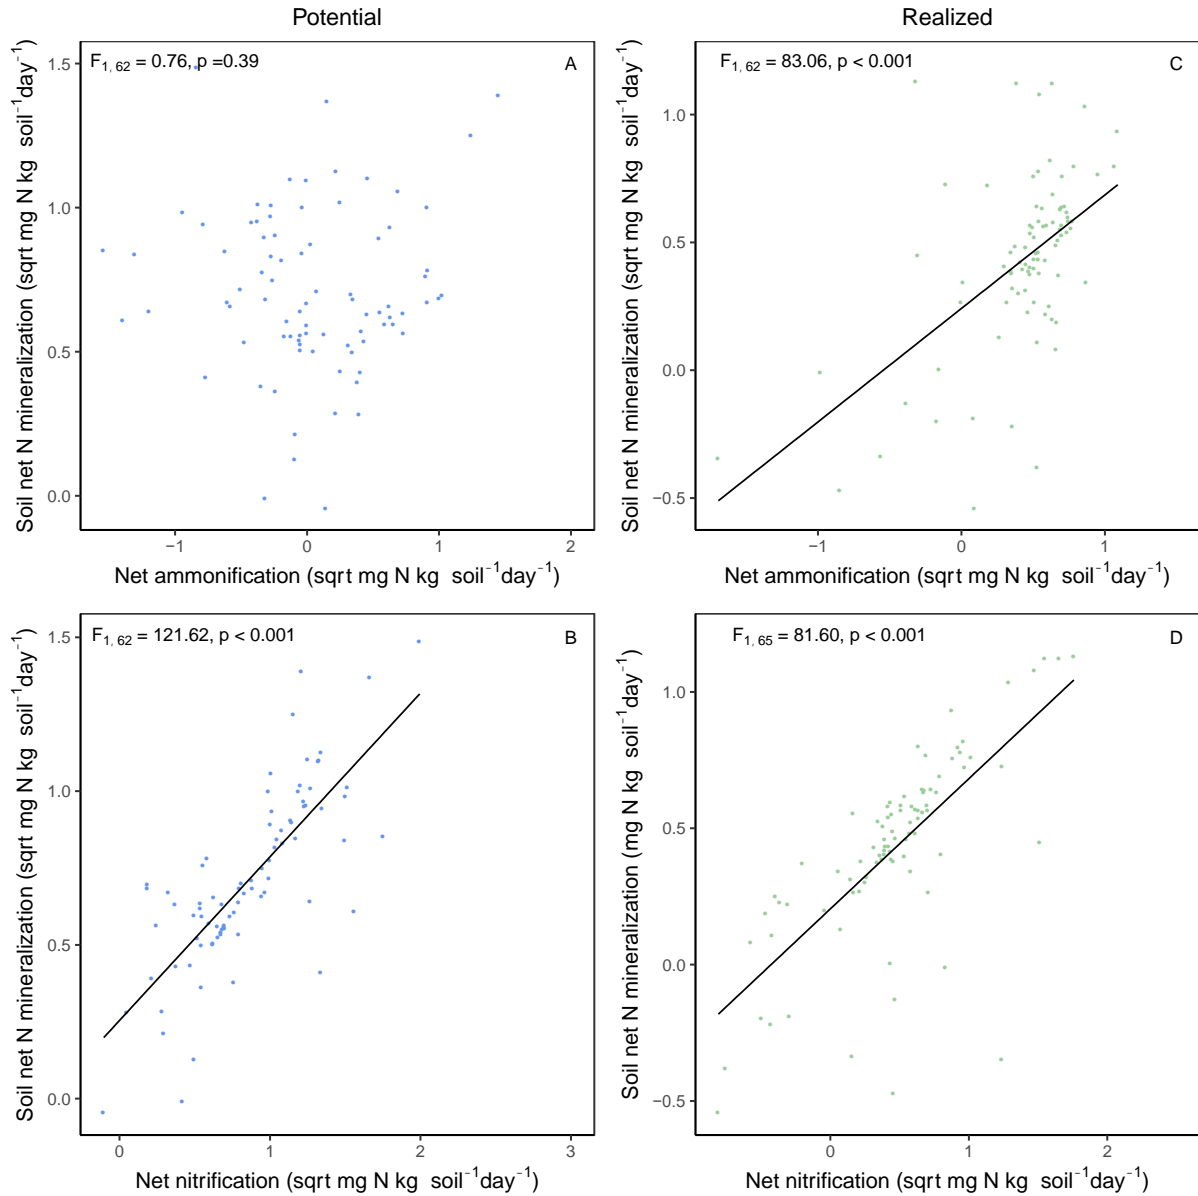 Potential
Realized
F1, 62 = 0.76, p =0.39
A
1.5
1.0
0.5
0.0
Soil net N mineralization (sqrt mg N kg soil−1day−1)
−1
0
1
2
Net ammonification (sqrt mg N kg soil−1day−1)
F1, 62 = 83.06, p < 0.001
C
1.0
0.5
0.0
−0.5
Soil net N mineralization (sqrt mg N kg soil−1day−1)
−1
0
1
Net ammonification (sqrt mg N kg soil−1day−1)
F1, 62 = 121.62, p < 0.001
B
1.5
1.0
0.5
0.0
Soil net N mineralization (sqrt mg N kg soil−1day−1)
0
1
2
3
Net nitrification (sqrt mg N kg soil−1day−1)
F1, 65 = 81.60, p < 0.001
D
1.0
0.5
0.0
−0.5
Soil net N mineralization (mg N kg soil−1day−1)
0
1
2
Net nitrification (sqrt mg N kg soil−1day−1)